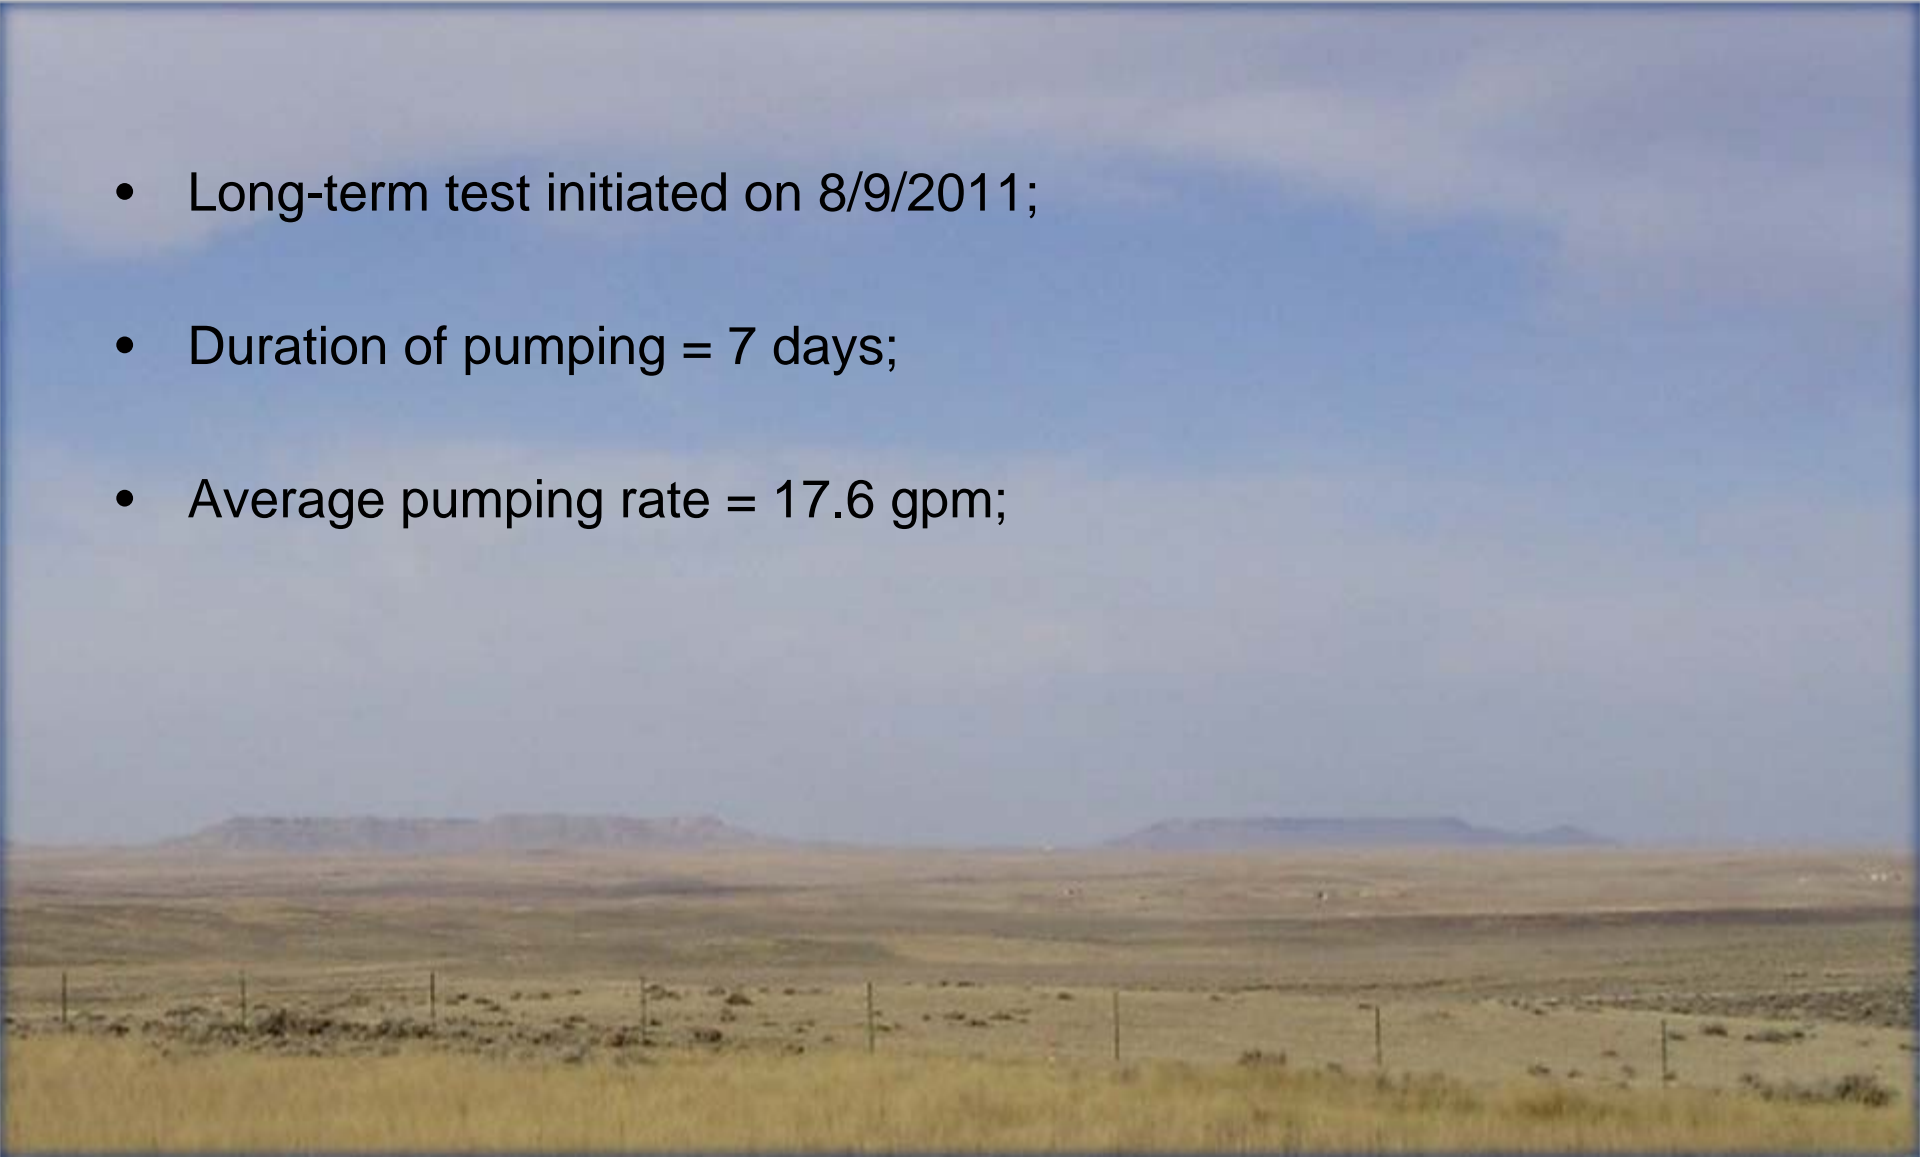 • Long-term test initiated on 8/9/2011;
• Duration of pumping = 7 days;
• Average pumping rate = 17.6 gpm;